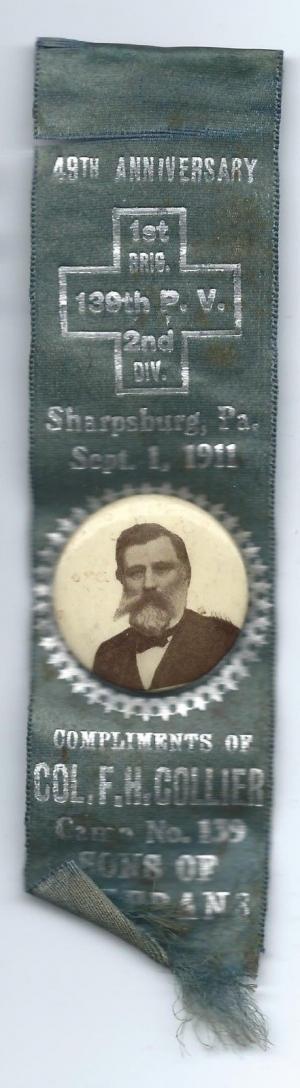 49TH ANNIVERSARY
1st
BRIG.
139th P. V.
2nd
DIV.
Sharpsburg, Pa.
Sept. 1, 1911
COMPLIMENTS OF
COL. F. H. COLLIER
Camp No. 139
SONS OF